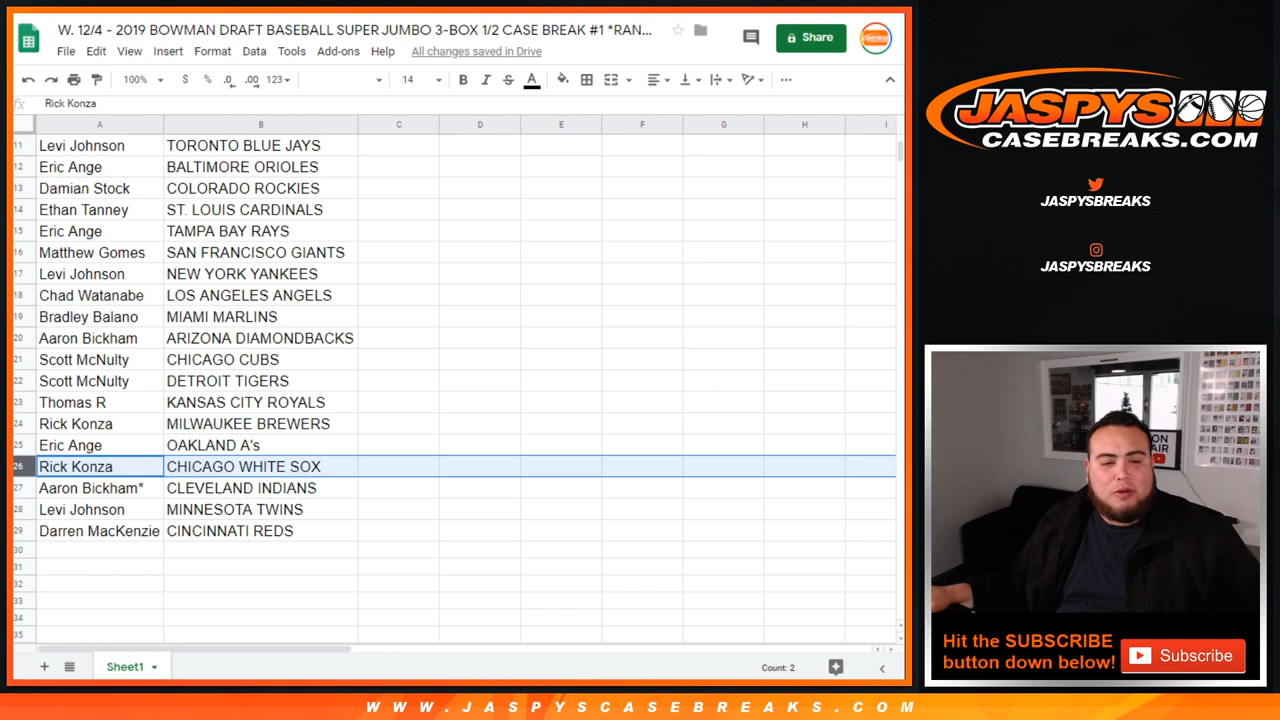 W. 12/4 - 2019 BOWMAN DRAFT BASEBALL SUPER JUMBO 3-BOX 1/2 CASE BREAK #1 *RAN...
Share
File Edit View Insert Format Data Tools Add-ons Help All changes saved in Drive
100% $ % .0 .00 123 14 B I S A
fx Rick Konza
A B C D E F G H I
11 Levi Johnson TORONTO BLUE JAYS
12 Eric Ange BALTIMORE ORIOLES
13 Damian Stock COLORADO ROCKIES
14 Ethan Tanney ST. LOUIS CARDINALS
15 Eric Ange TAMPA BAY RAYS
16 Matthew Gomes SAN FRANCISCO GIANTS
17 Levi Johnson NEW YORK YANKEES
18 Chad Watanabe LOS ANGELES ANGELS
19 Bradley Balano MIAMI MARLINS
20 Aaron Bickham ARIZONA DIAMONDBACKS
21 Scott McNulty CHICAGO CUBS
22 Scott McNulty DETROIT TIGERS
23 Thomas R KANSAS CITY ROYALS
24 Rick Konza MILWAUKEE BREWERS
25 Eric Ange OAKLAND A's
26 Rick Konza CHICAGO WHITE SOX
27 Aaron Bickham* CLEVELAND INDIANS
28 Levi Johnson MINNESOTA TWINS
29 Darren MacKenzie CINCINNATI REDS
30
31
32
33
34
35
Sheet1
Count: 2
JASPYS
CASEBREAKS.COM
JASPYSBREAKS
JASPYSBREAKS
ON
AIR
Hit the SUBSCRIBE
button down below!
Subscribe
WWW.JASPYSCASEBREAKS.COM